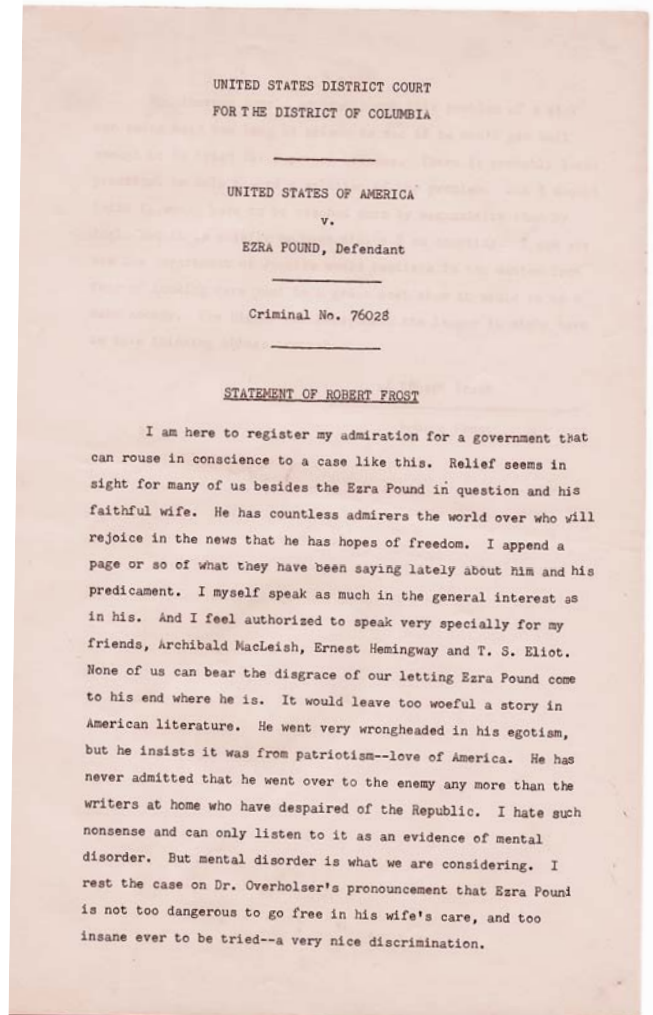 UNITED STATES DISTRICT COURT
FOR THE DISTRICT OF COLUMBIA
UNITED STATES OF AMERICA
v.
EZRA POUND, Defendant
Criminal No. 76028
STATEMENT OF ROBERT FROST
I am here to register my admiration for a government that
can rouse in conscience to a case like this. Relief seems in
sight for many of us besides the Ezra Pound in question and his
faithful wife. He has countless admirers the world over who will
rejoice in the news that he has hopes of freedom. I append a
page or so of what they have been saying lately about him and his
predicament. I myself speak as much in the general interest as
in his. And I feel authorized to speak very specially for my
friends, Archibald MacLeish, Ernest Hemingway and T. S. Eliot.
None of us can bear the disgrace of our letting Ezra Pound come
to his end where he is. It would leave too woeful a story in
American literature. He went very wrongheaded in his egotism,
but he insists it was from patriotism--love of America. He has
never admitted that he went over to the enemy any more than the
writers at home who have despaired of the Republic. I hate such
nonsense and can only listen to it as an evidence of mental
disorder. But mental disorder is what we are considering. I
rest the case on Dr. Overholser's pronouncement that Ezra Pound
is not too dangerous to go free in his wife's care, and too
insane ever to be tried--a very nice discrimination.